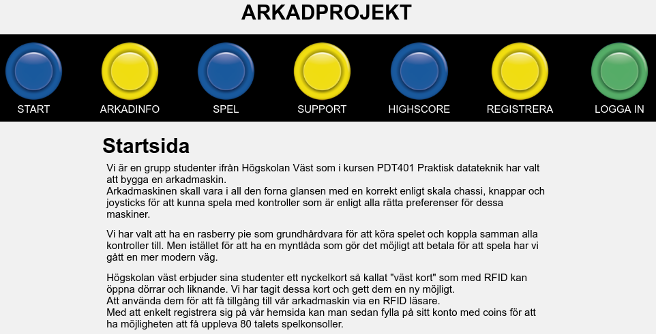 ARKADPROJEKT
START ARKADINFO SPEL SUPPORT HIGHSCORE REGISTRERA LOGGA IN
Startsida
Vi är en grupp studenter ifrån Högskolan Väst som i kursen PDT401 Praktisk datateknik har valt
att bygga en arkadmaskin.
Arkadmaskinen skall vara i all den forna glansen med en korrekt enligt skala chassi, knappar och
joysticks för att kunna spela med kontroller som är enligt alla rätta preferenser för dessa
maskiner.
Vi har valt att ha en rasberry pie som grundhårdvara för att köra spelet och koppla samman alla
kontroller till. Men istället för att ha en myntlåda som gör det möjligt att betala för att spela har vi
gått en mer modern väg.
Högskolan väst erbjuder sina studenter ett nyckelkort så kallat "väst kort" som med RFID kan
öppna dörrar och liknande. Vi har tagit dessa kort och gett dem en ny möjligt.
Att använda dem för att få tillgång till vår arkadmaskin via en RFID läsare.
Med att enkelt registrera sig på vår hemsida kan man sedan fylla på sitt konto med coins för att
ha möjligheten att få uppleva 80 talets spelkonsoller.